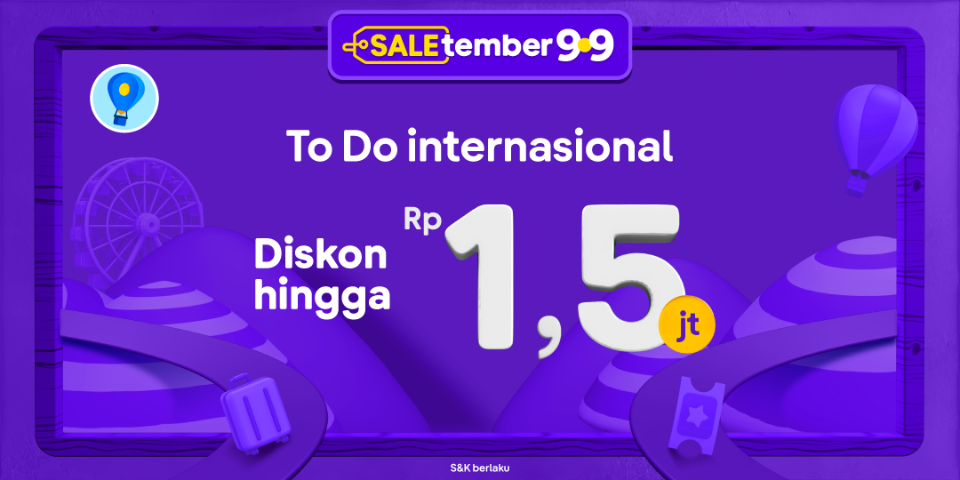 SALEtember 9.9
To Do internasional
Diskon hingga
Rp 1,5 jt
S&K berlaku